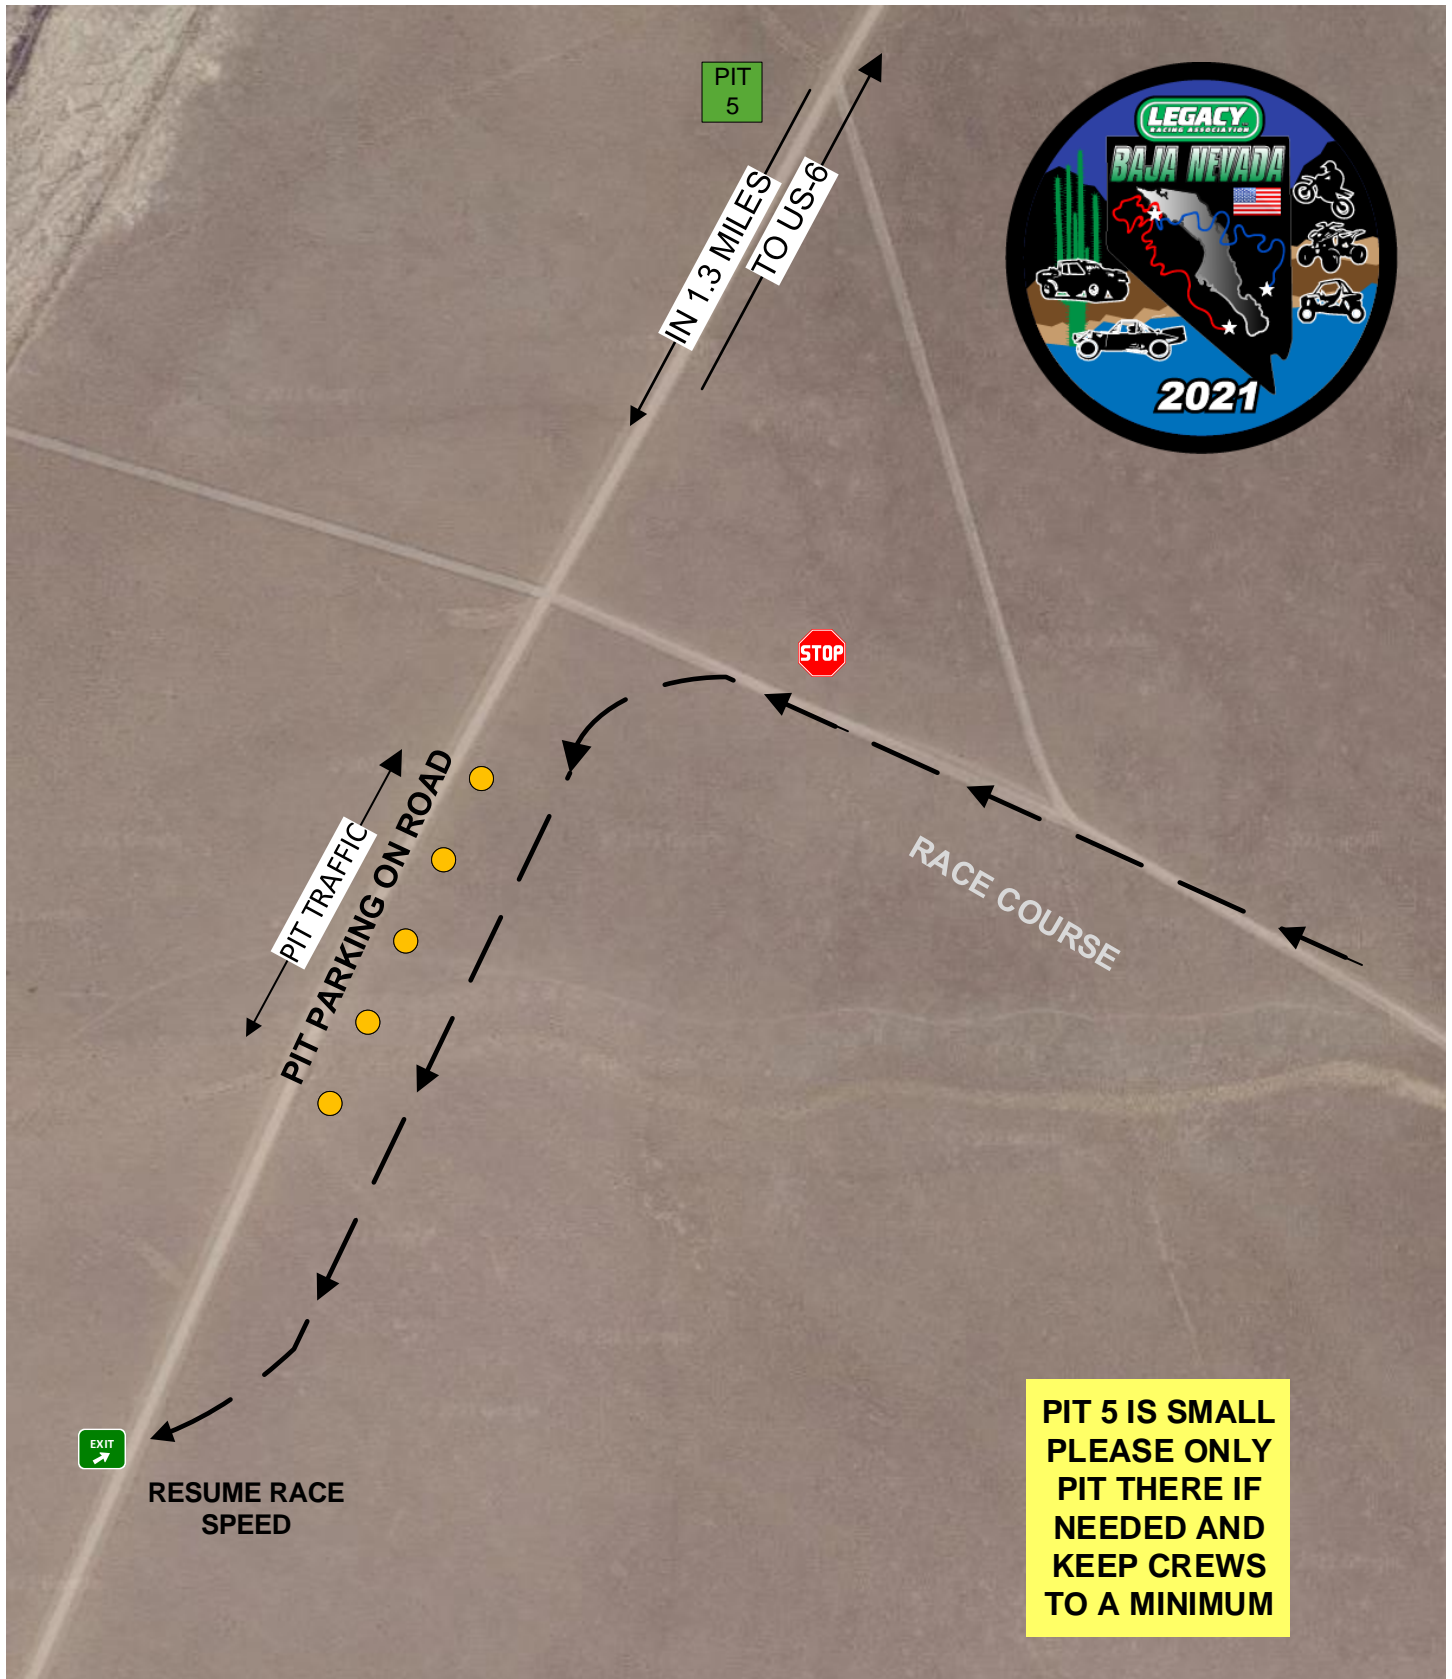 PIT
5
IN 1.3 MILES
TO US-6
LEGACY
RACING ASSOCIATION
BAJA NEVADA
2021
STOP
PIT TRAFFIC
PIT PARKING ON ROAD
RACE COURSE
EXIT
RESUME RACE
SPEED
PIT 5 IS SMALL
PLEASE ONLY
PIT THERE IF
NEEDED AND
KEEP CREWS
TO A MINIMUM